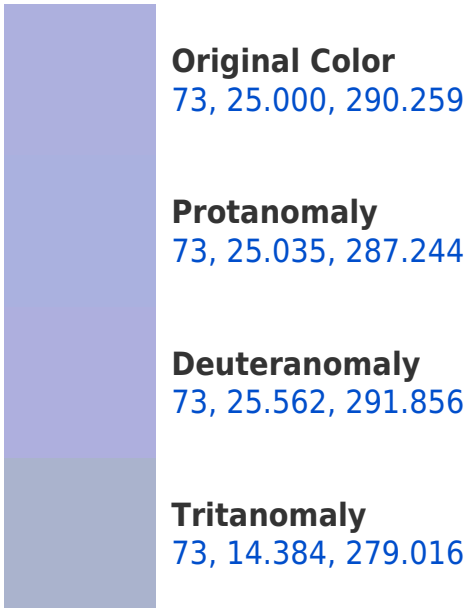 Original Color
73, 25.000, 290.259
Protanomaly
73, 25.035, 287.244
Deuteranomaly
73, 25.562, 291.856
Tritanomaly
73, 14.384, 279.016